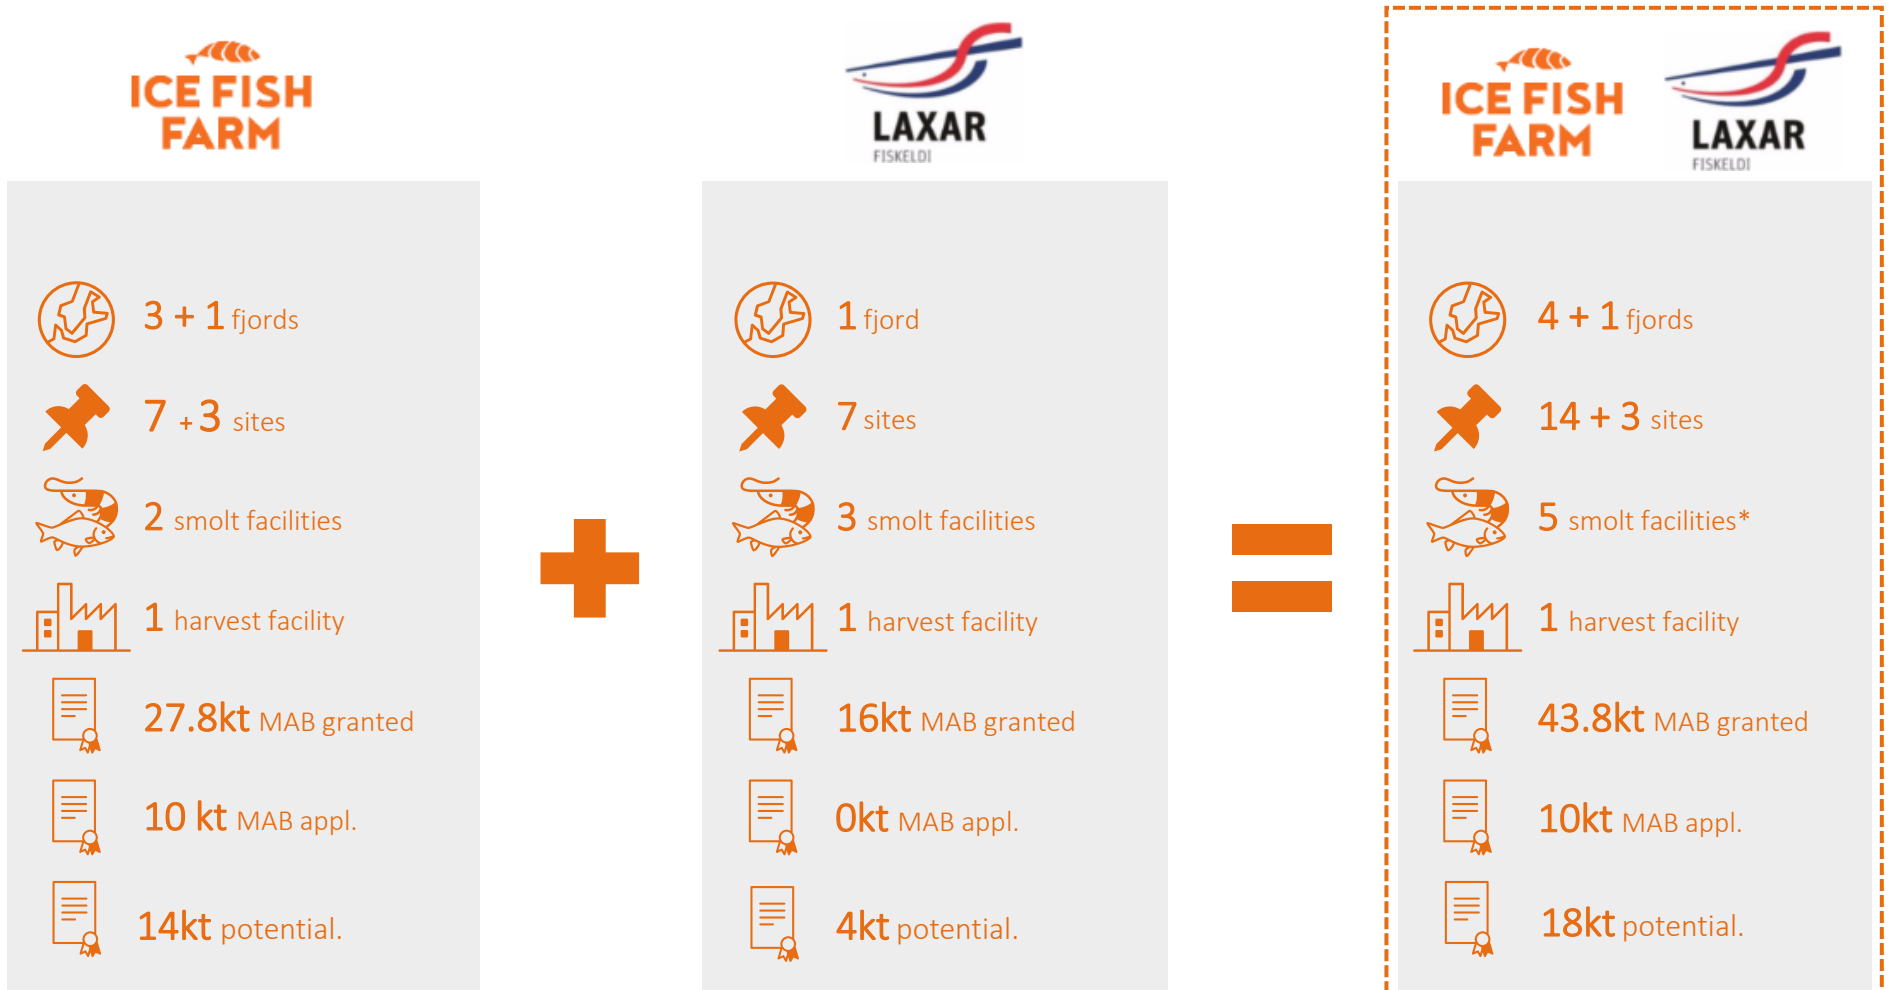 ICE FISH
FARM
3 + 1 fjords
7 + 3 sites
2 smolt facilities
1 harvest facility
27.8kt MAB granted
10 kt MAB appl.
14kt potential.
LAXAR
FISKELDI
1 fjord
7 sites
3 smolt facilities
1 harvest facility
16kt MAB granted
0kt MAB appl.
4kt potential.
ICE FISH
FARM
LAXAR
FISKELDI
4 + 1 fjords
14 + 3 sites
5 smolt facilities*
1 harvest facility
43.8kt MAB granted
10kt MAB appl.
18kt potential.